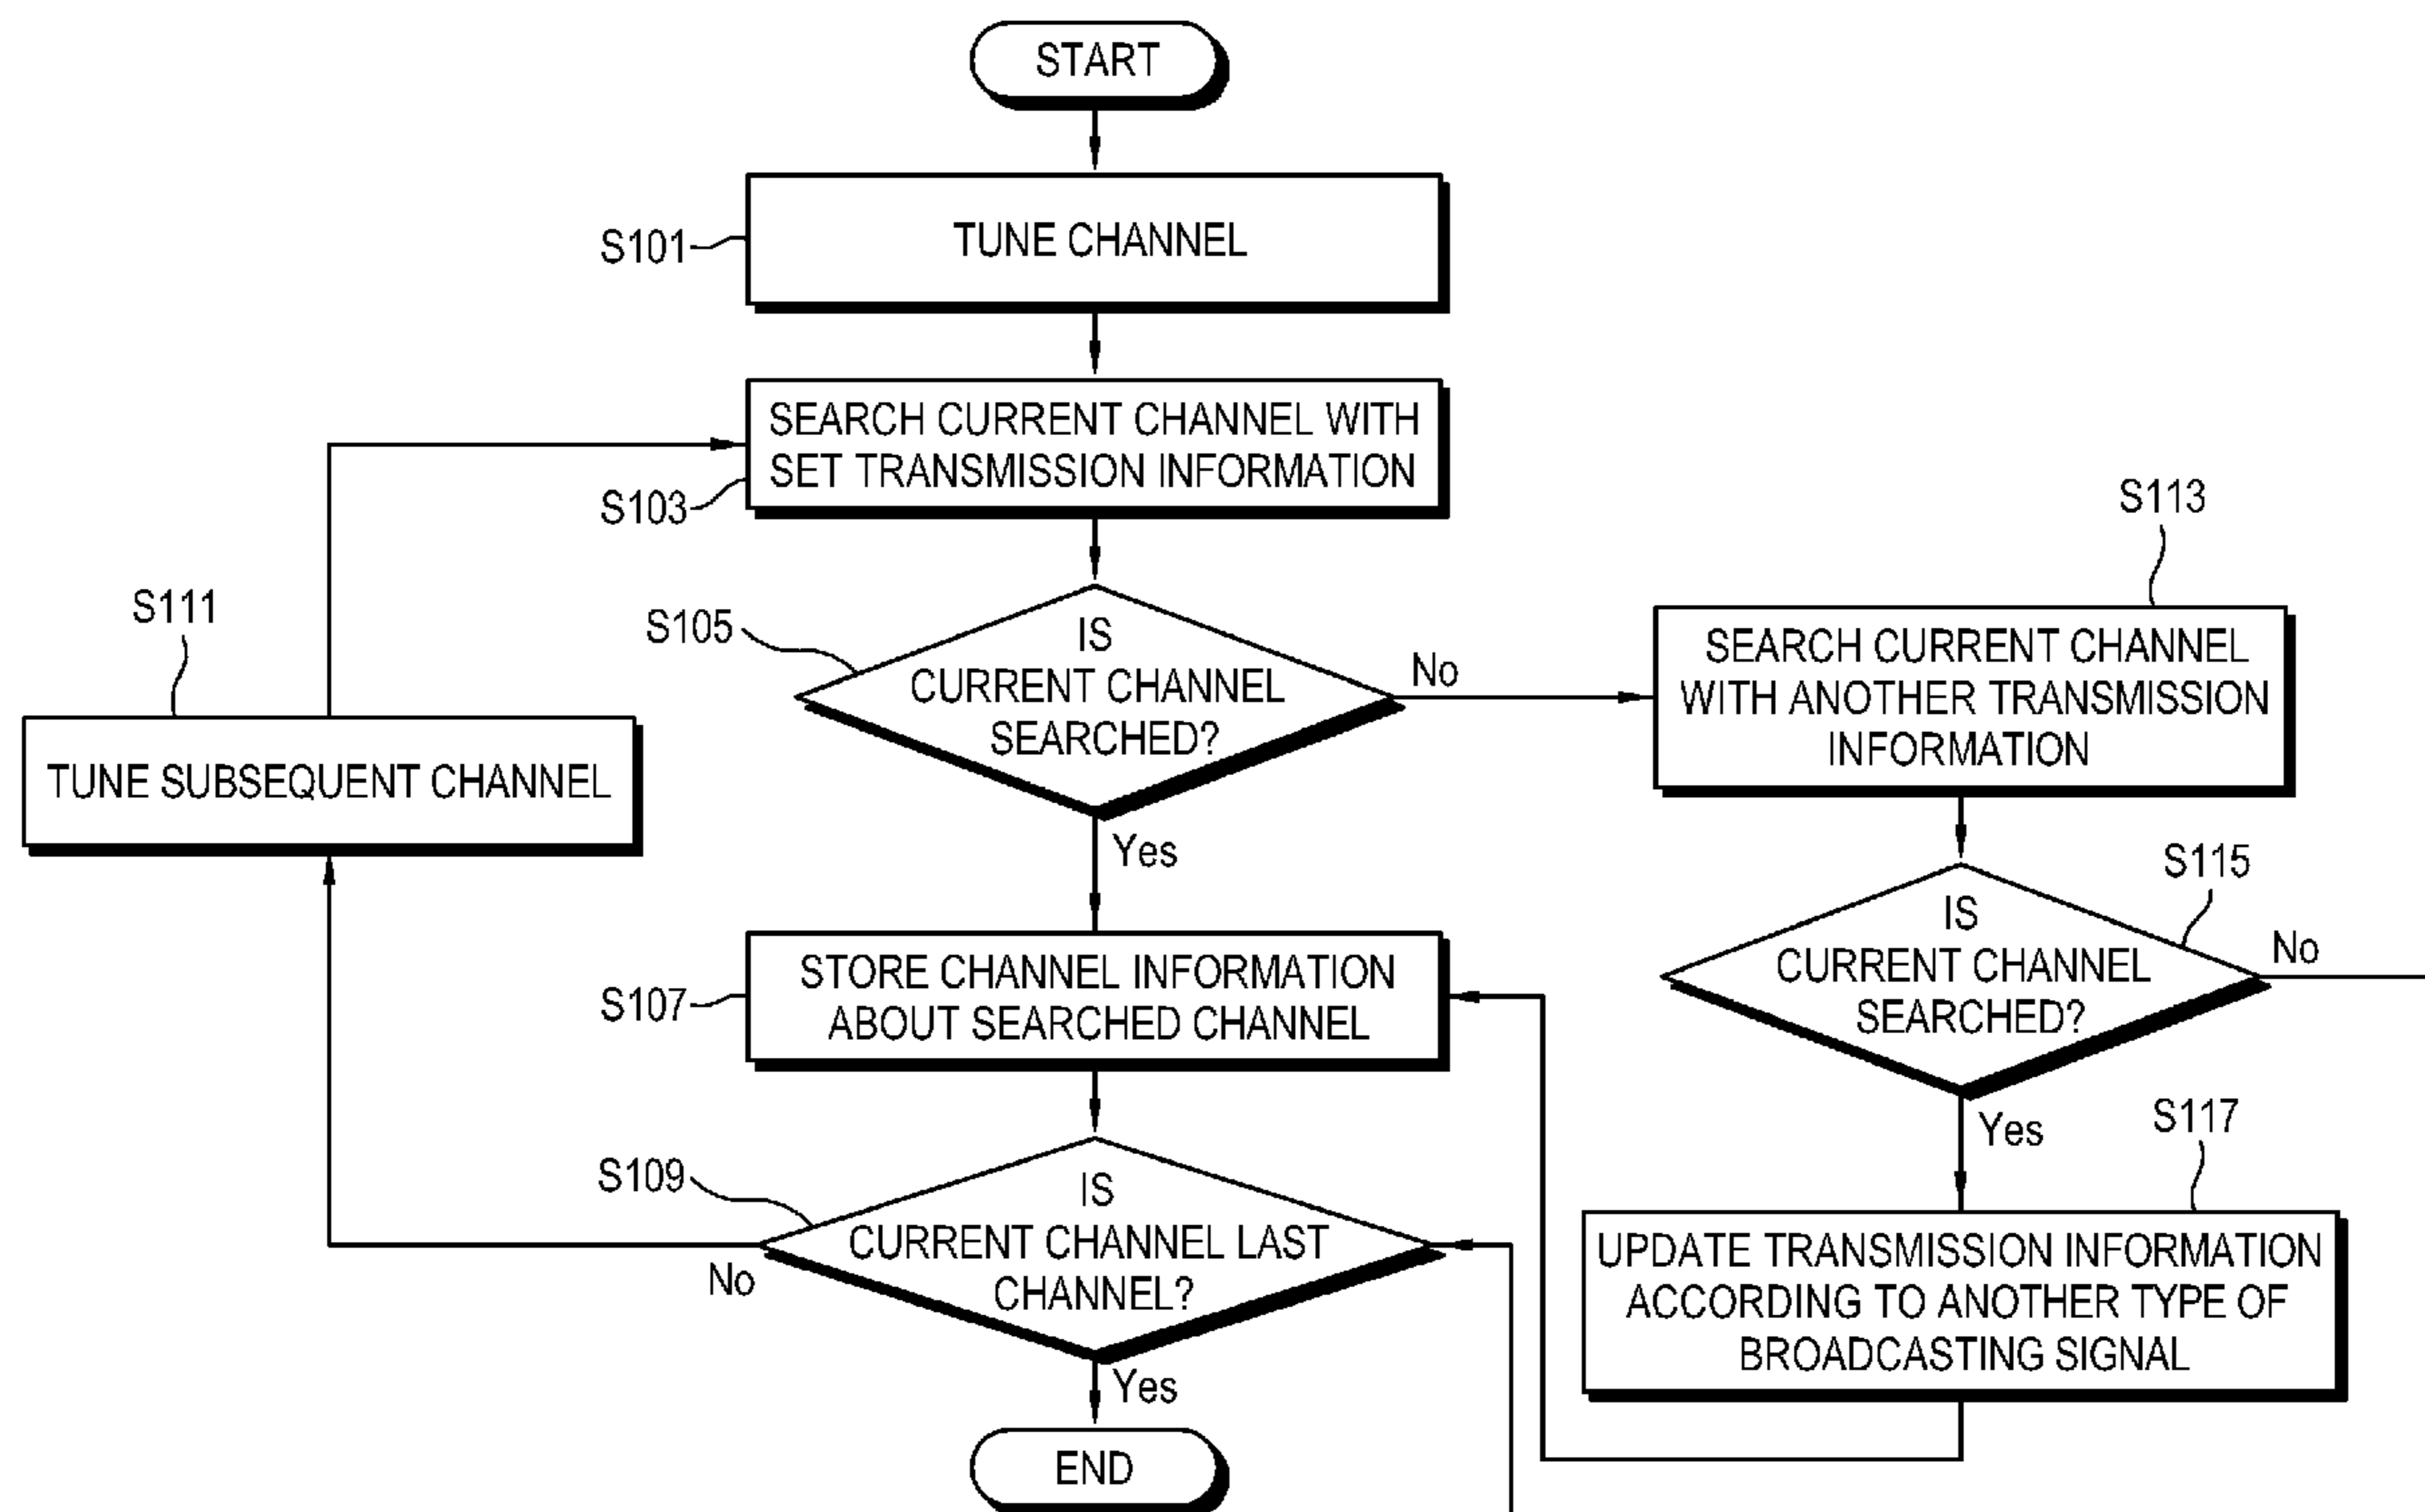 START
S101
TUNE CHANNEL
SEARCH CURRENT CHANNEL WITH
SET TRANSMISSION INFORMATION
S103
S105
IS
CURRENT CHANNEL
SEARCHED?
No
Yes
S113
SEARCH CURRENT CHANNEL
WITH ANOTHER TRANSMISSION
INFORMATION
S111
TUNE SUBSEQUENT CHANNEL
S107
STORE CHANNEL INFORMATION
ABOUT SEARCHED CHANNEL
S115
IS
CURRENT CHANNEL
SEARCHED?
No
Yes
S109
IS
CURRENT CHANNEL LAST
CHANNEL?
No
Yes
S117
UPDATE TRANSMISSION INFORMATION
ACCORDING TO ANOTHER TYPE OF
BROADCASTING SIGNAL
END